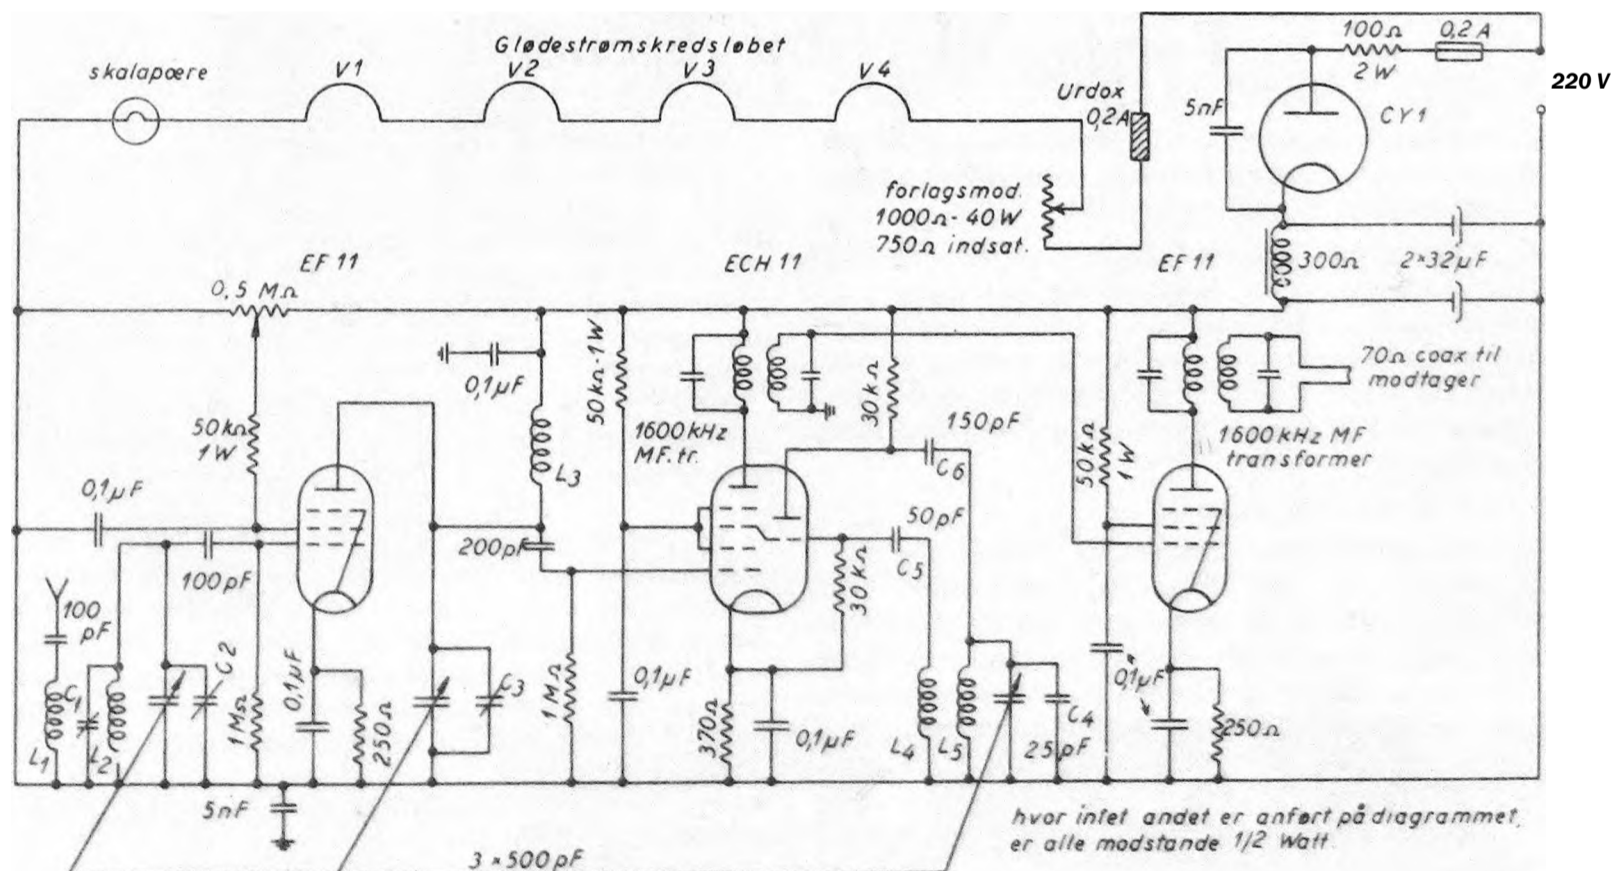 Glødestrømskredsløbet
skalapære
V1
V2
V3
V4
Urdox
0,2A
100Ω
2W
0,2A
220 V
5nF
CY1
forlagsmod.
1000Ω - 40W
750Ω indsat.
300Ω
2×32µF
EF 11
ECH 11
EF 11
0,5 MΩ
0,1µF
50kΩ-1W
30kΩ
70Ω coax til
modtager
50kΩ
1W
L3
1600kHz
MF. tr.
150pF
C6
50kΩ
1W
1600kHz MF
transformer
0,1µF
200pF
50pF
C5
30kΩ
100pF
100
pF
C1
C2
L1
L2
1MΩ
0,1µF
250Ω
C3
1MΩ
0,1µF
370Ω
0,1µF
L4
L5
C4
25pF
0,1µF
250Ω
5nF
hvor intet andet er anført på diagrammet,
er alle modstande 1/2 Watt.
3 × 500pF